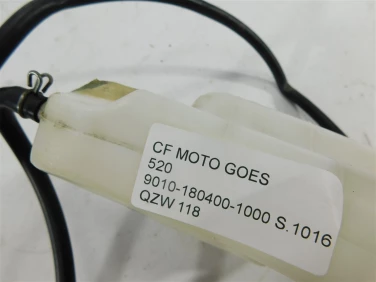 CF MOTO GOES
520
9010-180400-1000 S.1016
QZW 118